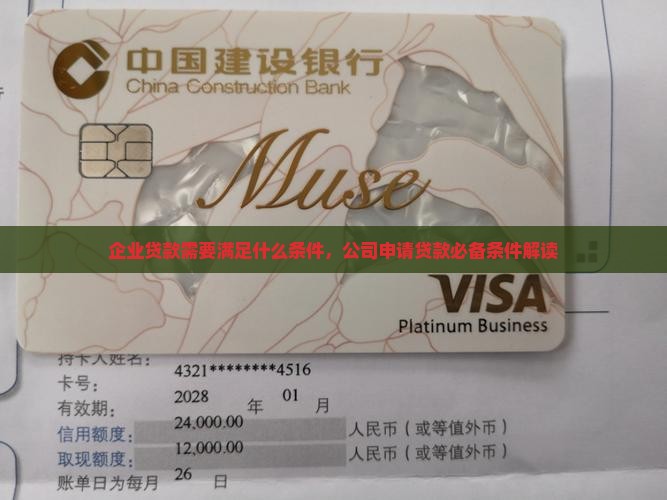 中国建设银行
China Construction Bank
Muse
企业贷款需要满足什么条件，公司申请贷款必备条件解读
VISA
Platinum Business
持卡人姓名：
卡号： 4321********4516
有效期： 2028 年 01 月
信用额度： 24,000.00 人民币（或等值外币）
取现额度： 12,000.00 人民币（或等值外币）
账单日为每月 26 日